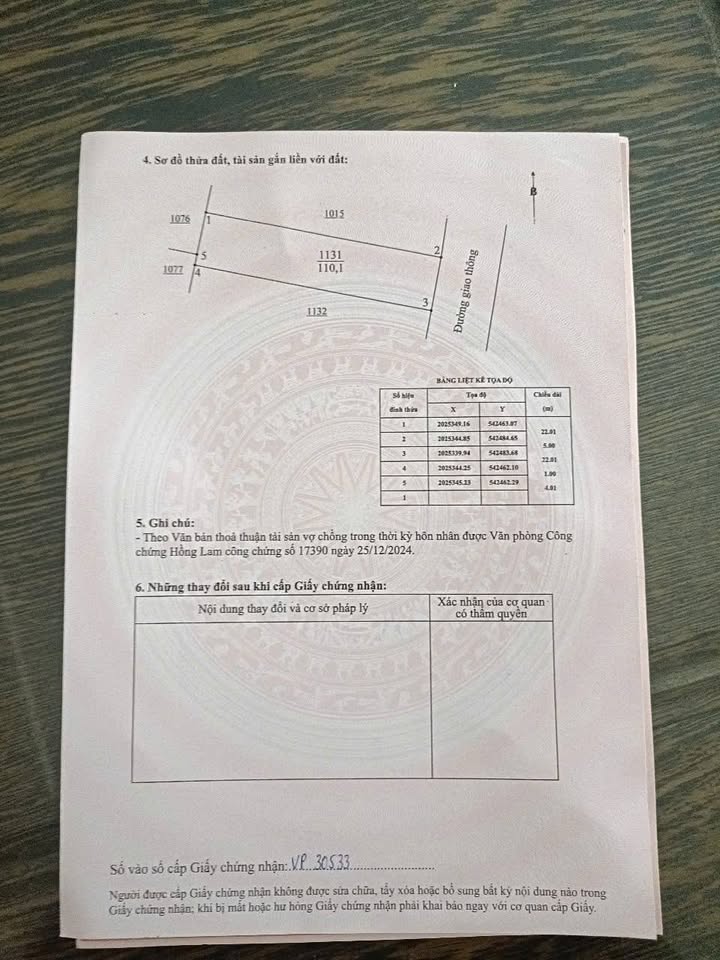 4. Sơ đồ thửa đất, tài sản gắn liền với đất:
B
1076
1
1015
2
5
1131
110,1
1077
4
3
1132
Đường giao thông
BẢNG LIỆT KÊ TỌA ĐỘ
Số hiệu đỉnh thửa Tọa độ Chiều dài (m)
X Y
1 2025349.16 542463.07
22.01
2 2025344.85 542484.65
5.00
3 2025339.94 542483.68
22.01
4 2025344.25 542462.10
1.00
5 2025345.23 542462.29
4.01
1
5. Ghi chú:
- Theo Văn bản thoả thuận tài sản vợ chồng trong thời kỳ hôn nhân được Văn phòng Công
chứng Hồng Lam công chứng số 17390 ngày 25/12/2024.
6. Những thay đổi sau khi cấp Giấy chứng nhận:
Nội dung thay đổi và cơ sở pháp lý
Xác nhận của cơ quan
có thẩm quyền
Số vào sổ cấp Giấy chứng nhận: VP 30533
Người được cấp Giấy chứng nhận không được sửa chữa, tẩy xóa hoặc bổ sung bất kỳ nội dung nào trong
Giấy chứng nhận; khi bị mất hoặc hư hỏng Giấy chứng nhận phải khai báo ngay với cơ quan cấp Giấy.